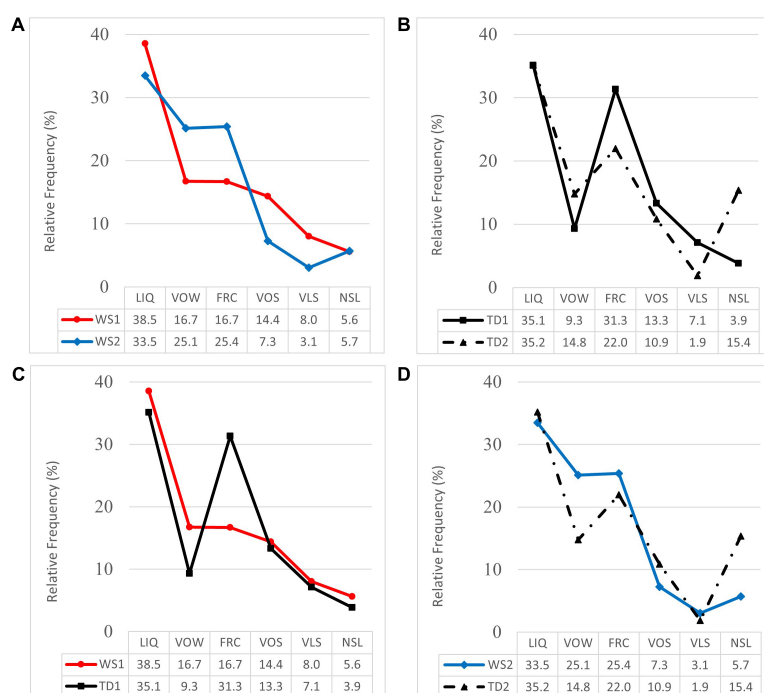 A
Relative Frequency (%)
40
30
20
10
0
LIQ VOW FRC VOS VLS NSL
WS1 38.5 16.7 16.7 14.4 8.0 5.6
WS2 33.5 25.1 25.4 7.3 3.1 5.7
B
Relative Frequency (%)
40
30
20
10
0
LIQ VOW FRC VOS VLS NSL
TD1 35.1 9.3 31.3 13.3 7.1 3.9
TD2 35.2 14.8 22.0 10.9 1.9 15.4
C
Relative Frequency (%)
40
30
20
10
0
LIQ VOW FRC VOS VLS NSL
WS1 38.5 16.7 16.7 14.4 8.0 5.6
TD1 35.1 9.3 31.3 13.3 7.1 3.9
D
Relative Frequency (%)
40
30
20
10
0
LIQ VOW FRC VOS VLS NSL
WS2 33.5 25.1 25.4 7.3 3.1 5.7
TD2 35.2 14.8 22.0 10.9 1.9 15.4